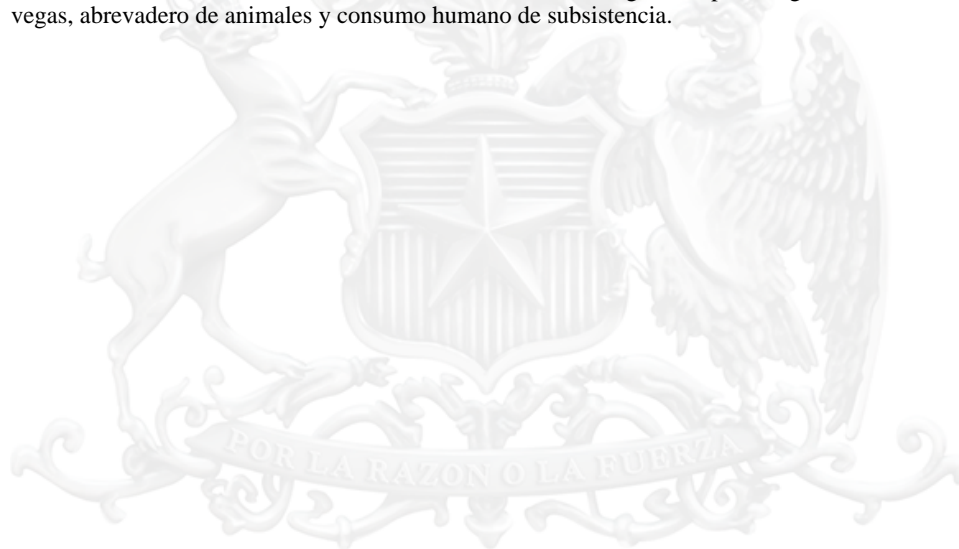 vegas, abrevadero de animales y consumo humano de subsistencia.
POR LA RAZON O LA FUERZA